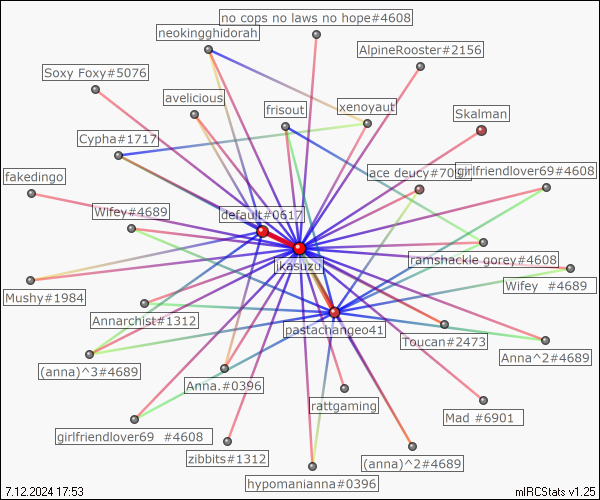 no cops no laws no hope#4608
neokingghidorah
AlpineRooster#2156
Soxy Foxy#5076
avelicious
xenoyaut
frisout
Skalman
Cypha#1717
ace deucy#70
girlfriendlover69#4608
fakedingo
Wifey#4689
default#0617
ramshackle gorey#4608
jkasuzu
Wifey #4689
Mushy#1984
Annarchist#1312
pastachangeo41
Toucan#2473
Anna^2#4689
(anna)^3#4689
Anna.#0396
rattgaming
Mad #6901
girlfriendlover69 #4608
zibbits#1312
(anna)^2#4689
hypomanianna#0396
7.12.2024 17:53
mIRCStats v1.25